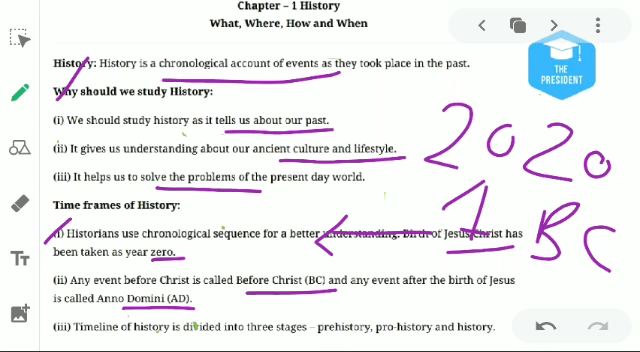 Chapter – 1 History
What, Where, How and When
History: History is a chronological account of events as they took place in the past.
THE
PRESIDENT
Why should we study History:
(i) We should study history as it tells us about our past.
(ii) It gives us understanding about our ancient culture and lifestyle.
2020
(iii) It helps us to solve the problems of the present day world.
Time frames of History:
(i) Historians use chronological sequence for a better understanding. Birth of Jesus Christ has
1 BC
been taken as year zero.
(ii) Any event before Christ is called Before Christ (BC) and any event after the birth of Jesus
is called Anno Domini (AD).
(iii) Timeline of history is divided into three stages – prehistory, pro-history and history.
TT